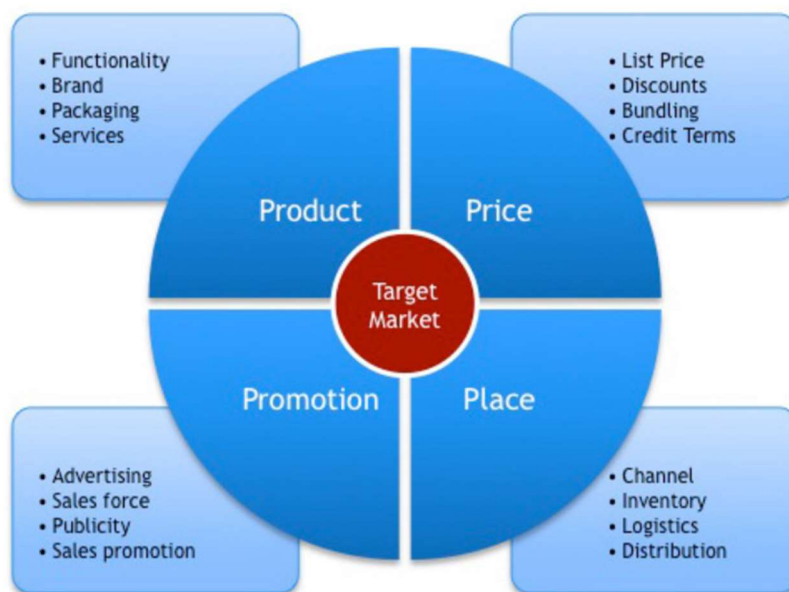 • Functionality
• Brand
• Packaging
• Services
• List Price
• Discounts
• Bundling
• Credit Terms
Product
Price
Target
Market
Promotion
Place
• Advertising
• Sales force
• Publicity
• Sales promotion
• Channel
• Inventory
• Logistics
• Distribution